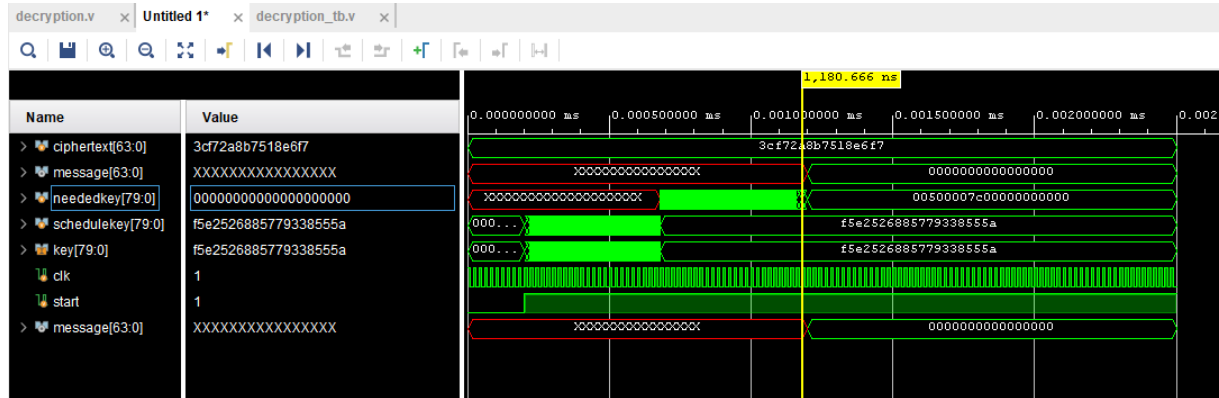 decryption.v × Untitled 1* × decryption_tb.v ×
1,180.666 ns
Name Value 0.000000000 ms 0.000500000 ms 0.001000000 ms 0.001500000 ms 0.002000000 ms 0.002
ciphertext[63:0] 3cf72a8b7518e6f7 3cf72a8b7518e6f7
message[63:0] XXXXXXXXXXXXXXXX XXXXXXXXXXXXXXXX 0000000000000000
neededkey[79:0] 00000000000000000000 XXXXXXXXXXXXXXXXXXXX 00500007c00000000000
schedulekey[79:0] f5e2526885779338555a 000... f5e2526885779338555a
key[79:0] f5e2526885779338555a 000... f5e2526885779338555a
clk 1
start 1
message[63:0] XXXXXXXXXXXXXXXX XXXXXXXXXXXXXXXX 0000000000000000